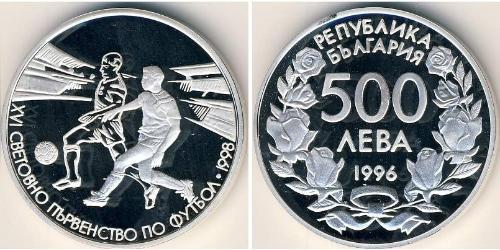 XVI СВЕТОВНО ПЪРВЕНСТВО ПО ФУТБОЛ · 1998
РЕПУБЛИКА
БЪЛГАРИЯ
500
ЛЕВА
1996